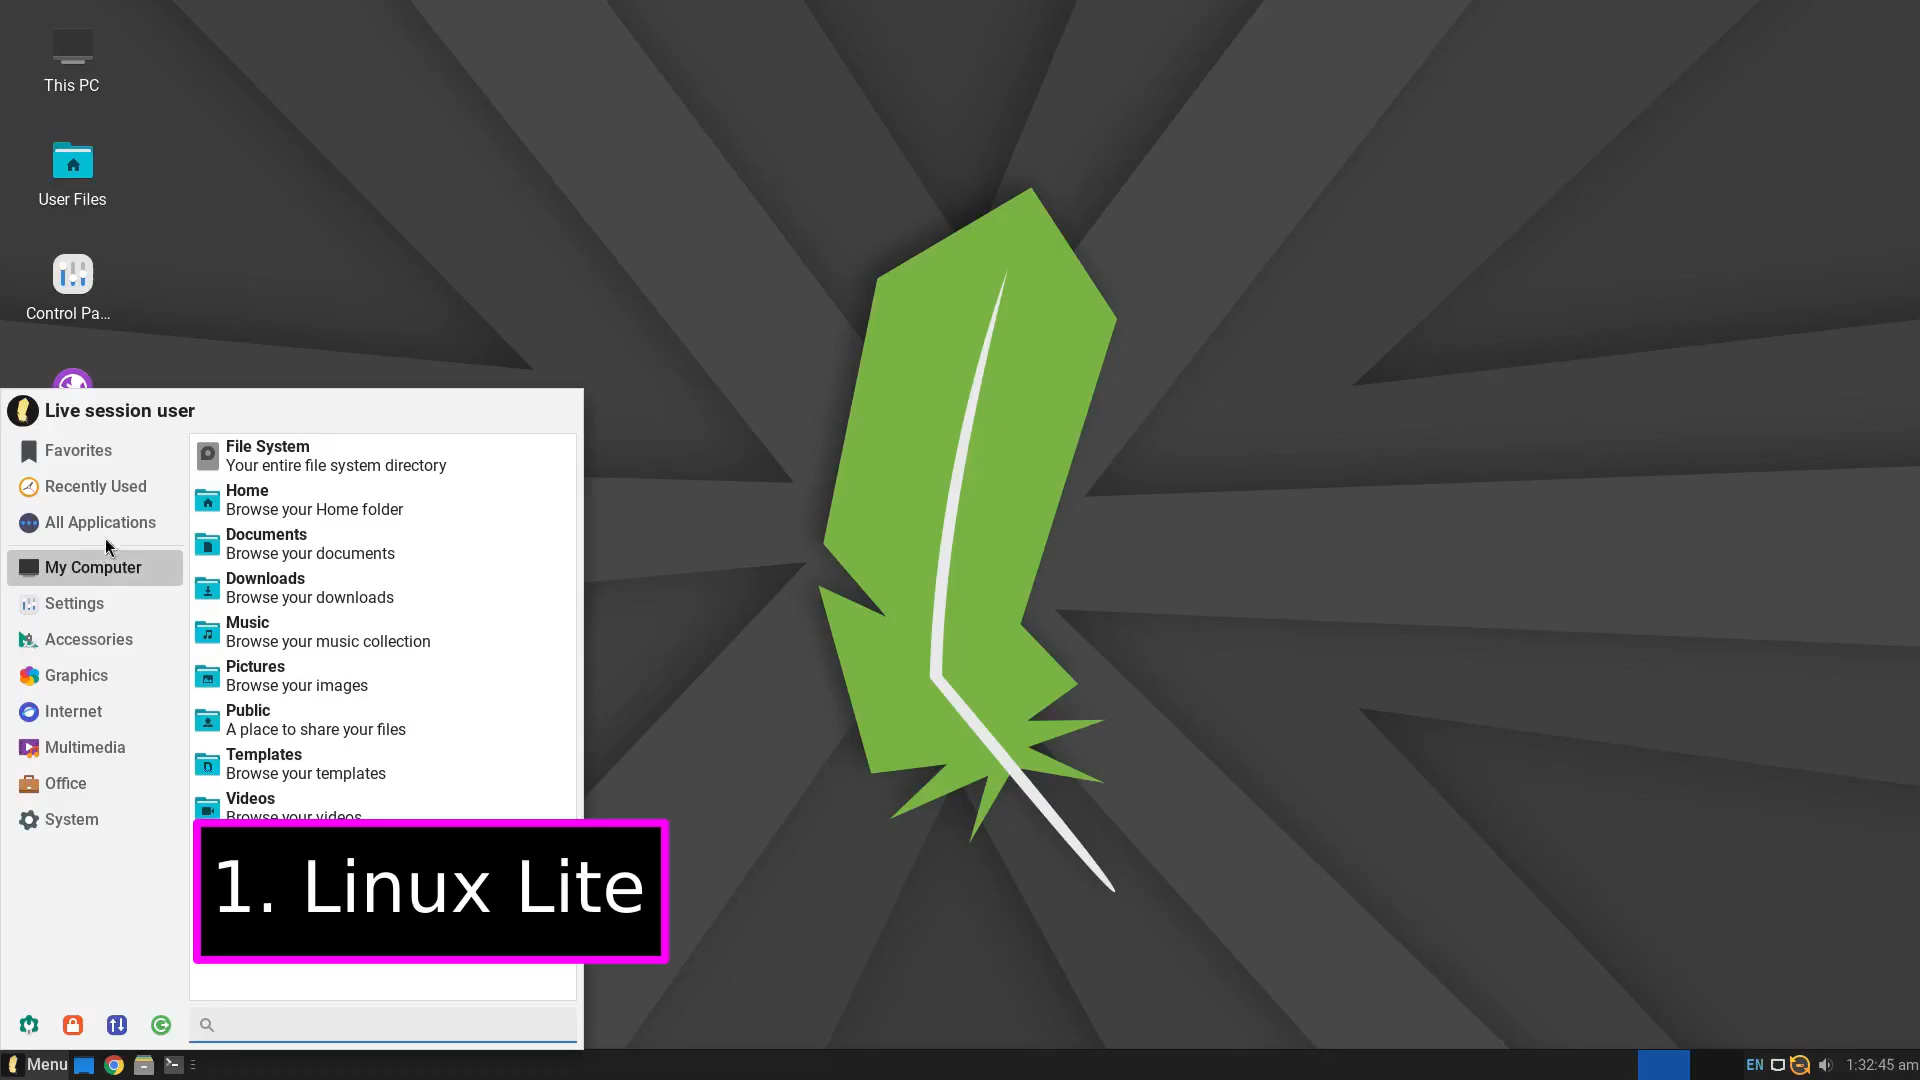 This PC
User Files
Control Pa...
Live session user
Favorites
Recently Used
All Applications
My Computer
Settings
Accessories
Graphics
Internet
Multimedia
Office
System
File System
Your entire file system directory
Home
Browse your Home folder
Documents
Browse your documents
Downloads
Browse your downloads
Music
Browse your music collection
Pictures
Browse your images
Public
A place to share your files
Templates
Browse your templates
Videos
Browse your videos
1. Linux Lite
Menu
EN
1:32:45 am